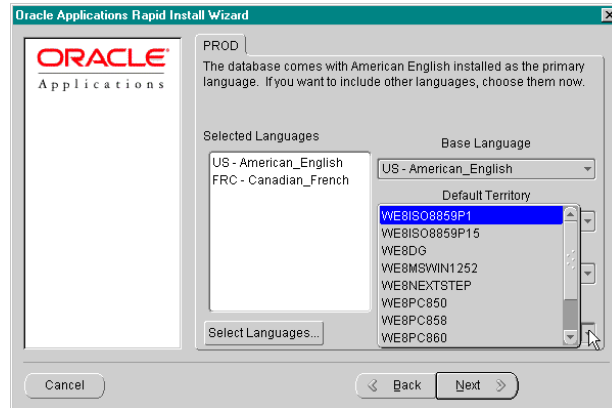 Oracle Applications Rapid Install Wizard
ORACLE
Applications
PROD
The database comes with American English installed as the primary
language. If you want to include other languages, choose them now.
Selected Languages
US - American_English
FRC - Canadian_French
Select Languages...
Base Language
US - American_English
Default Territory
WE8ISO8859P1
WE8ISO8859P15
WE8DG
WE8MSWIN1252
WE8NEXTSTEP
WE8PC850
WE8PC858
WE8PC860
Cancel
Back
Next